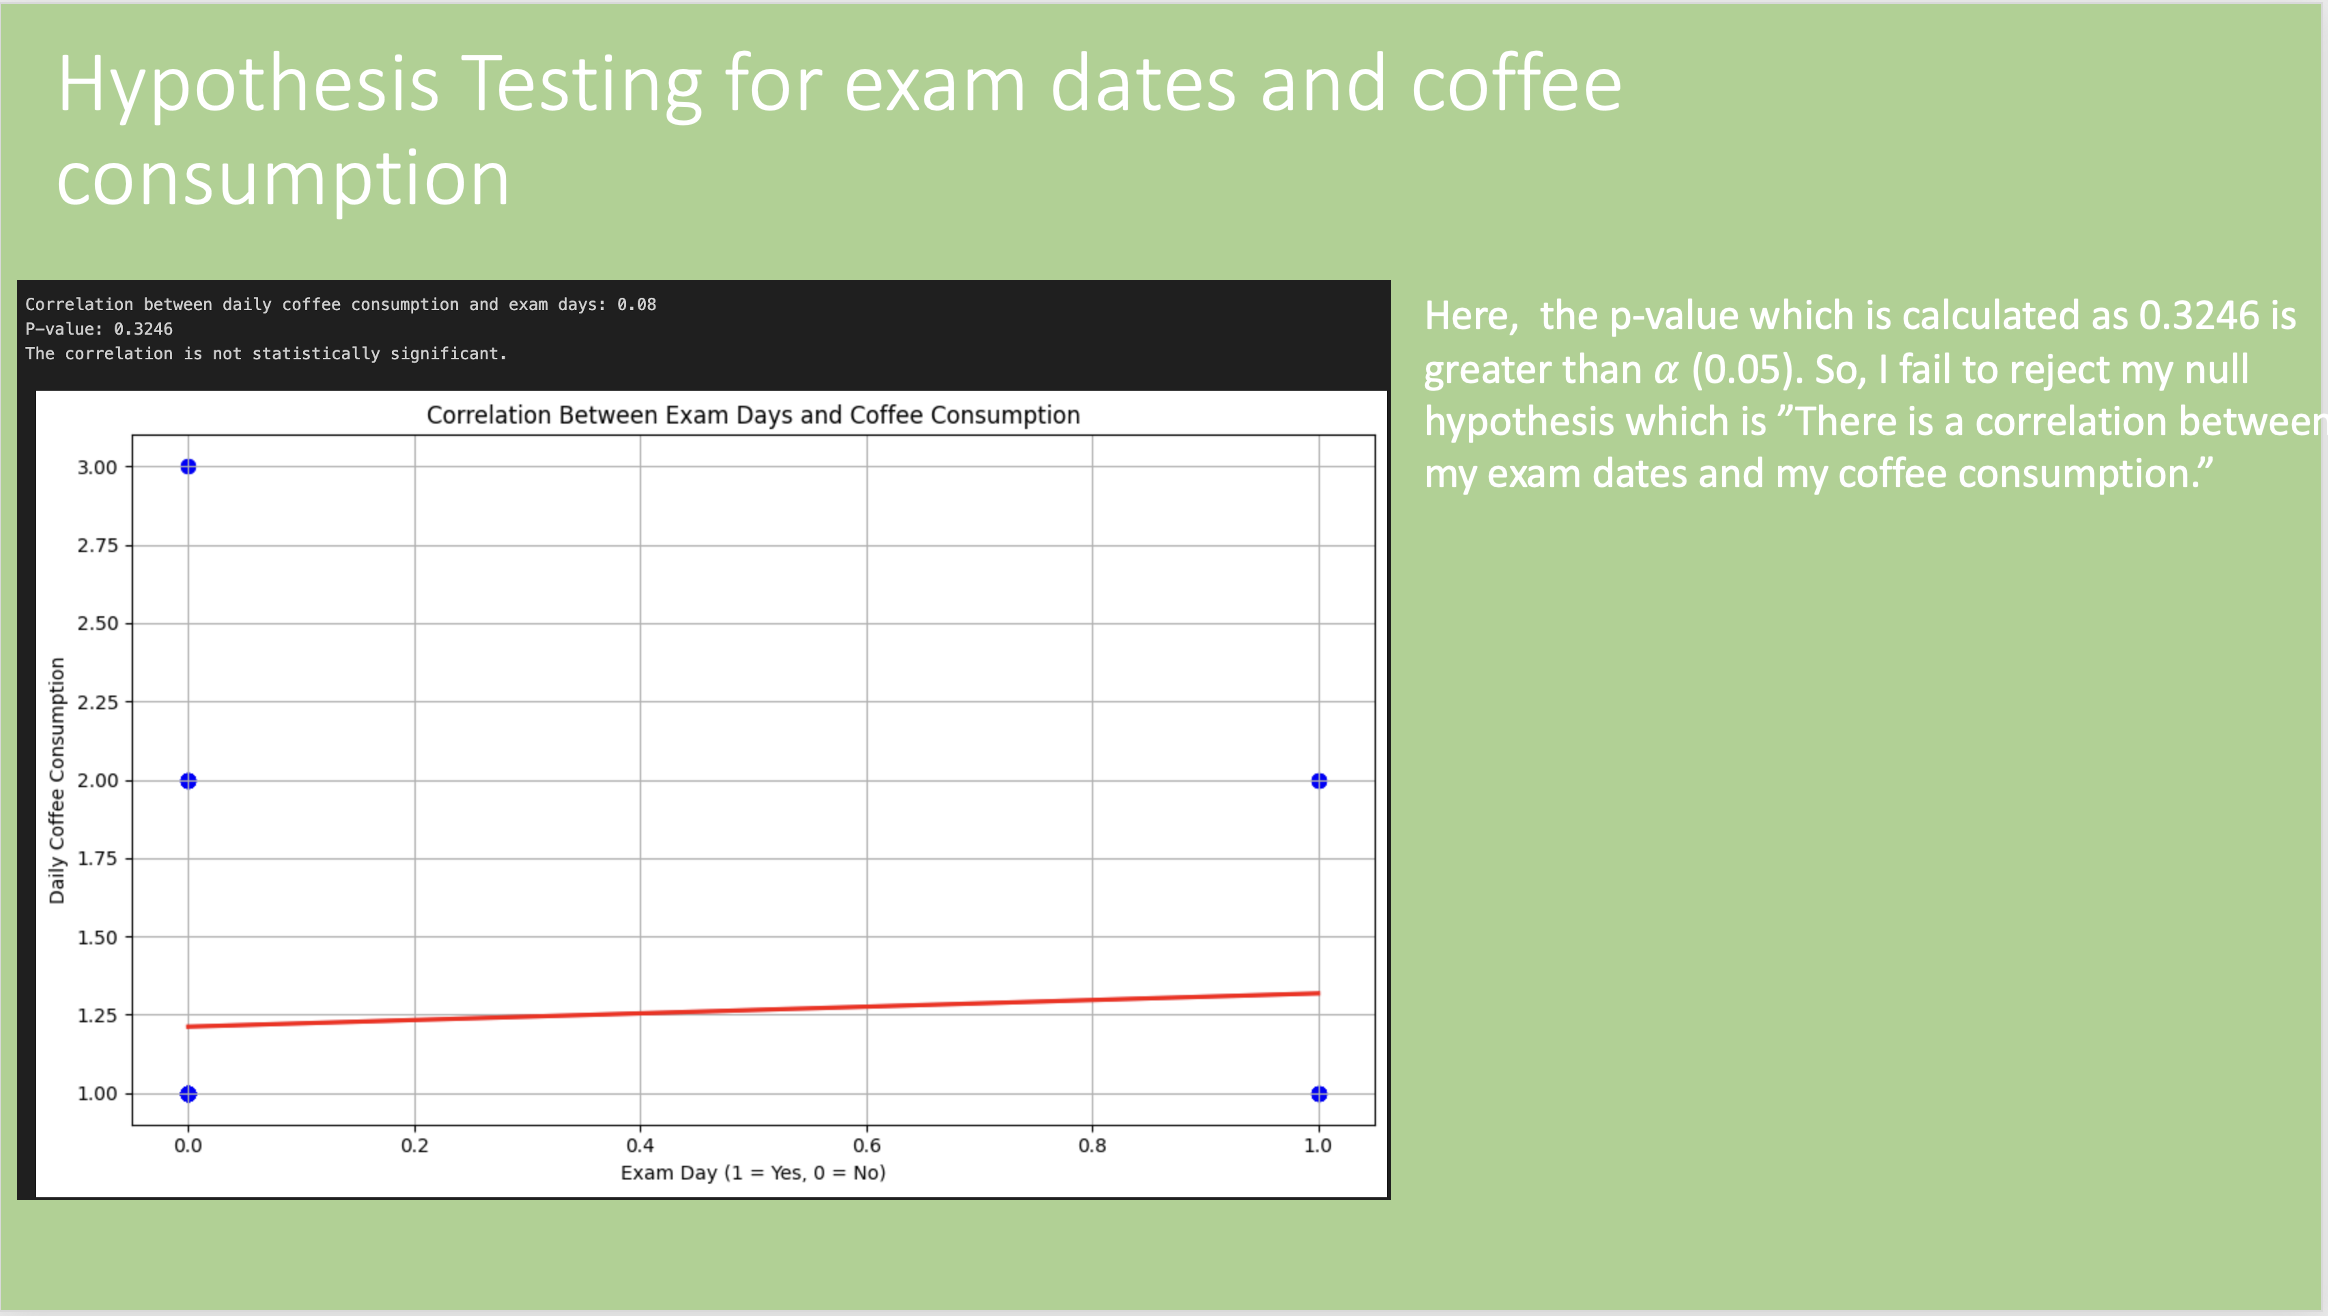 Hypothesis Testing for exam dates and coffee
consumption
Correlation between daily coffee consumption and exam days: 0.08
P-value: 0.3246
The correlation is not statistically significant.
Here,  the p-value which is calculated as 0.3246 is
greater than 𝛼 (0.05). So, I fail to reject my null
hypothesis which is ”There is a correlation between
my exam dates and my coffee consumption.”
Correlation Between Exam Days and Coffee Consumption
3.00
2.75
2.50
2.25
2.00
1.75
1.50
1.25
1.00
Daily Coffee Consumption
0.0 0.2 0.4 0.6 0.8 1.0
Exam Day (1 = Yes, 0 = No)